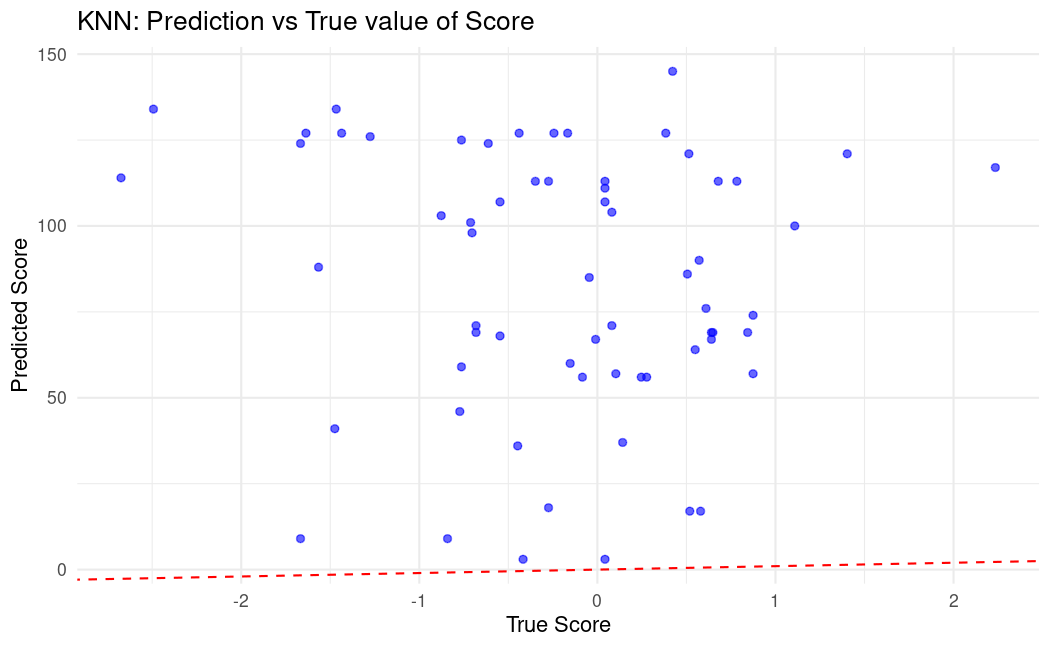 KNN: Prediction vs True value of Score
150
100
50
0
Predicted Score
-2 -1 0 1 2
True Score